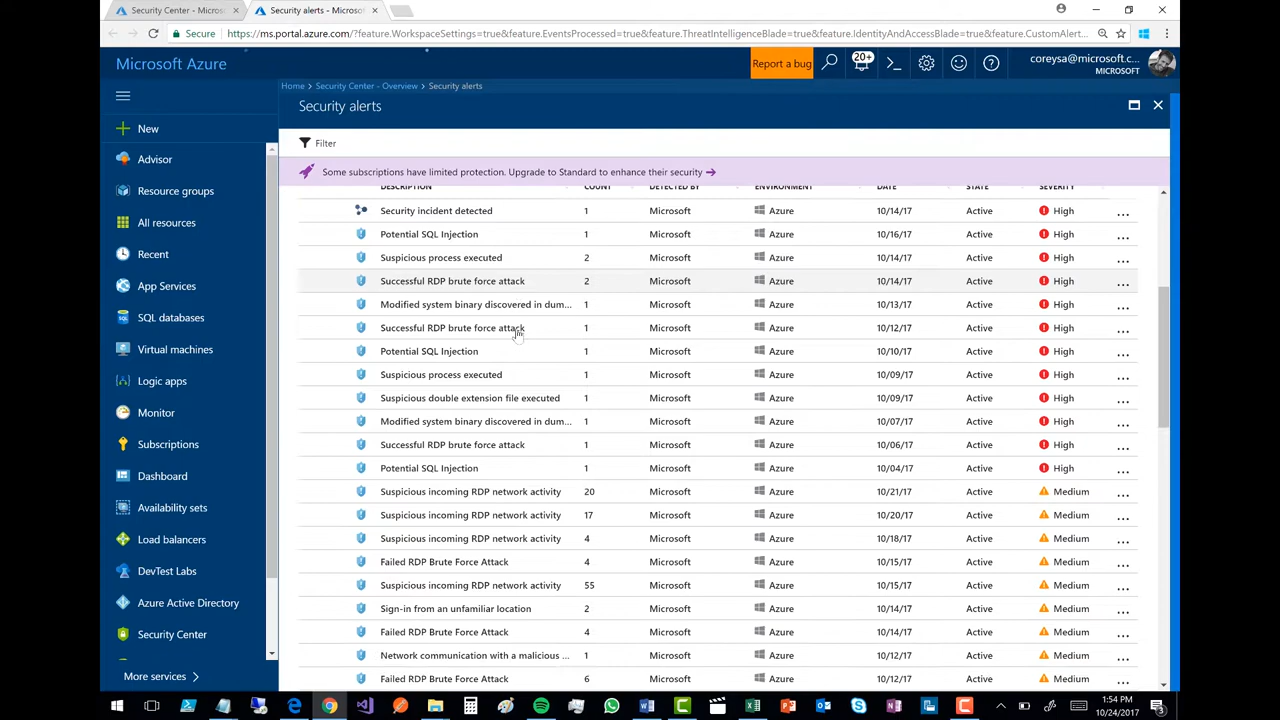 Security Center - Micros
Security alerts - Microso
Secure
https://ms.portal.azure.com/?feature.WorkspaceSettings=true&feature.EventsProcessed=true&feature.ThreatIntelligenceBlade=true&feature.IdentityAndAccessBlade=true&feature.CustomAlert...
Microsoft Azure
Report a bug
20+
coreysa@microsoft.c...
MICROSOFT
Home > Security Center - Overview > Security alerts
Security alerts
New
Advisor
Resource groups
All resources
Recent
App Services
SQL databases
Virtual machines
Logic apps
Monitor
Subscriptions
Dashboard
Availability sets
Load balancers
DevTest Labs
Azure Active Directory
Security Center
More services
Filter
Some subscriptions have limited protection. Upgrade to Standard to enhance their security
DESCRIPTION COUNT DETECTED BY ENVIRONMENT DATE STATE SEVERITY
Security incident detected 1 Microsoft Azure 10/14/17 Active High ...
Potential SQL Injection 1 Microsoft Azure 10/16/17 Active High ...
Suspicious process executed 2 Microsoft Azure 10/14/17 Active High ...
Successful RDP brute force attack 2 Microsoft Azure 10/14/17 Active High ...
Modified system binary discovered in dum... 1 Microsoft Azure 10/13/17 Active High ...
Successful RDP brute force attack 1 Microsoft Azure 10/12/17 Active High ...
Potential SQL Injection 1 Microsoft Azure 10/10/17 Active High ...
Suspicious process executed 1 Microsoft Azure 10/09/17 Active High ...
Suspicious double extension file executed 1 Microsoft Azure 10/09/17 Active High ...
Modified system binary discovered in dum... 1 Microsoft Azure 10/07/17 Active High ...
Successful RDP brute force attack 1 Microsoft Azure 10/06/17 Active High ...
Potential SQL Injection 1 Microsoft Azure 10/04/17 Active High ...
Suspicious incoming RDP network activity 20 Microsoft Azure 10/21/17 Active Medium ...
Suspicious incoming RDP network activity 17 Microsoft Azure 10/20/17 Active Medium ...
Suspicious incoming RDP network activity 4 Microsoft Azure 10/18/17 Active Medium ...
Failed RDP Brute Force Attack 4 Microsoft Azure 10/15/17 Active Medium ...
Suspicious incoming RDP network activity 55 Microsoft Azure 10/15/17 Active Medium ...
Sign-in from an unfamiliar location 2 Microsoft Azure 10/14/17 Active Medium ...
Failed RDP Brute Force Attack 4 Microsoft Azure 10/14/17 Active Medium ...
Network communication with a malicious ... 1 Microsoft Azure 10/12/17 Active Medium ...
Failed RDP Brute Force Attack 6 Microsoft Azure 10/12/17 Active Medium ...
1:54 PM
10/24/2017